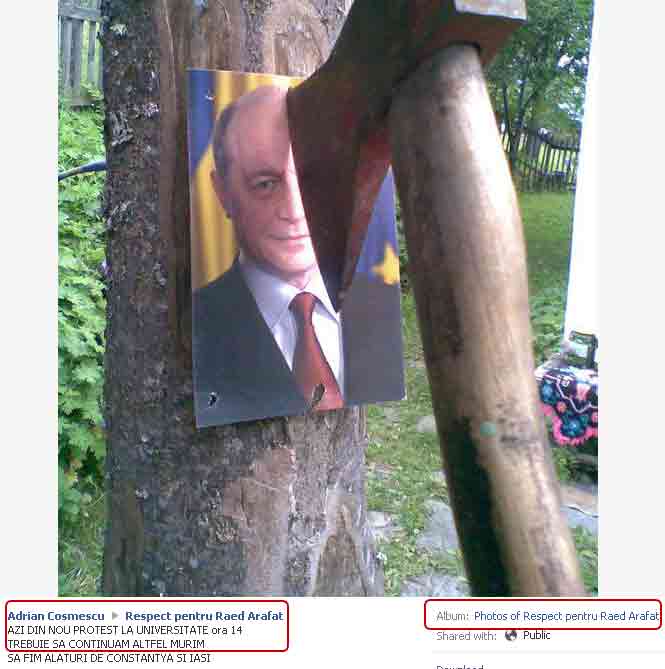 Adrian Cosmescu ▶ Respect pentru Raed Arafat
AZI DIN NOU PROTEST LA UNIVERSITATE ora 14
TREBUIE SA CONTINUAM ALTFEL MURIM
SA FIM ALATURI DE CONSTANTYA SI IASI
Album: Photos of Respect pentru Raed Arafat
Shared with: Public
Download